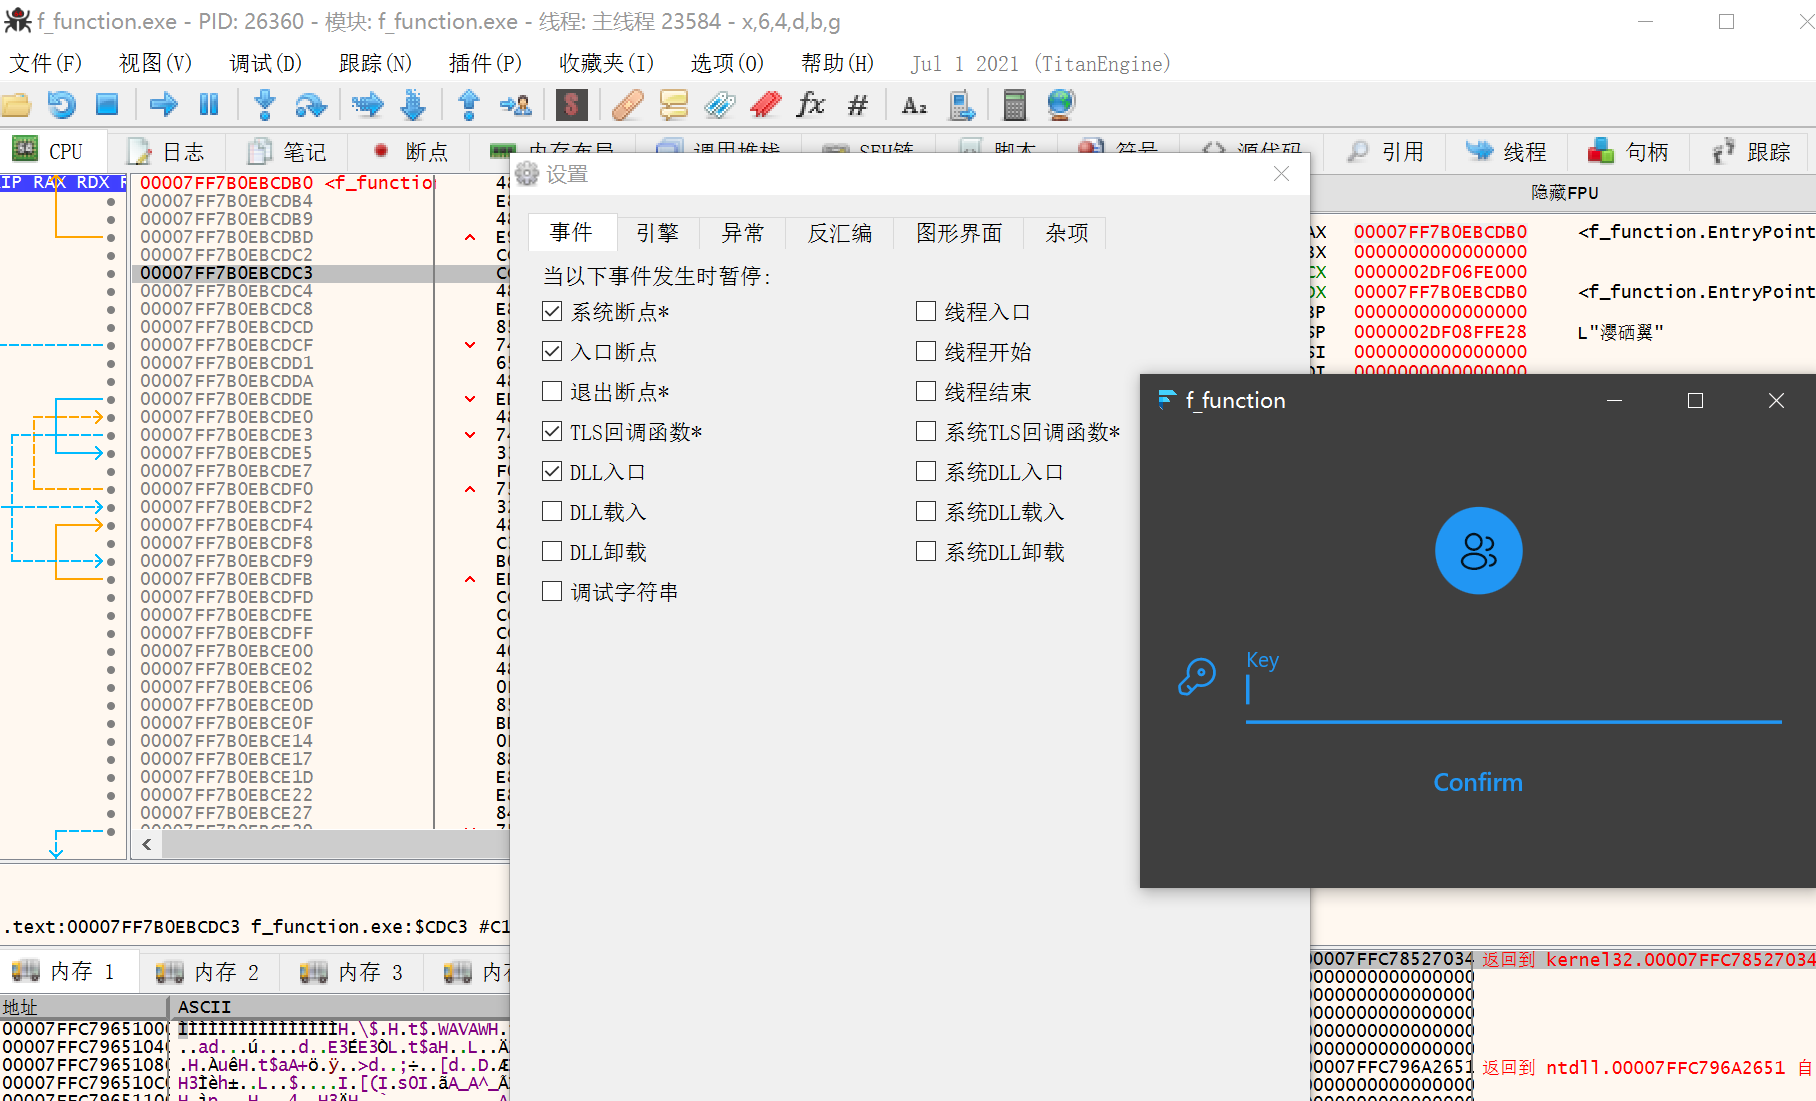 f_function.exe - PID: 26360 - 模块: f_function.exe - 线程: 主线程 23584 - x,6,4,d,b,g
文件(F) 视图(V) 调试(D) 跟踪(N) 插件(P) 收藏夹(I) 选项(O) 帮助(H) Jul 1 2021 (TitanEngine)
CPU 日志 笔记 断点 内存布局 调用堆栈 SEH链 脚本 符号 源代码 引用 线程 句柄 跟踪
IP RAX RDX R
00007FF7B0EBCDB0 <f_functio
00007FF7B0EBCDB4
00007FF7B0EBCDB9
00007FF7B0EBCDBD
00007FF7B0EBCDC2
00007FF7B0EBCDC3
00007FF7B0EBCDC4
00007FF7B0EBCDC8
00007FF7B0EBCDCD
00007FF7B0EBCDCF
00007FF7B0EBCDD1
00007FF7B0EBCDDA
00007FF7B0EBCDDE
00007FF7B0EBCDE0
00007FF7B0EBCDE3
00007FF7B0EBCDE5
00007FF7B0EBCDE7
00007FF7B0EBCDF0
00007FF7B0EBCDF2
00007FF7B0EBCDF4
00007FF7B0EBCDF8
00007FF7B0EBCDF9
00007FF7B0EBCDFB
00007FF7B0EBCDFD
00007FF7B0EBCDFE
00007FF7B0EBCDFF
00007FF7B0EBCE00
00007FF7B0EBCE02
00007FF7B0EBCE06
00007FF7B0EBCE0D
00007FF7B0EBCE0F
00007FF7B0EBCE14
00007FF7B0EBCE17
00007FF7B0EBCE1D
00007FF7B0EBCE22
00007FF7B0EBCE27
设置
事件 引擎 异常 反汇编 图形界面 杂项
当以下事件发生时暂停:
系统断点* 线程入口
入口断点 线程开始
退出断点* 线程结束
TLS回调函数* 系统TLS回调函数*
DLL入口 系统DLL入口
DLL载入 系统DLL载入
DLL卸载 系统DLL卸载
调试字符串
隐藏FPU
AX 00007FF7B0EBCDB0 <f_function.EntryPoint
BX 0000000000000000
CX 0000002DF06FE000
DX 00007FF7B0EBCDB0 <f_function.EntryPoint
BP 0000000000000000
SP 0000002DF08FFE28 L"灐硒翼"
SI 0000000000000000
f_function
Key
Confirm
.text:00007FF7B0EBCDC3 f_function.exe:$CDC3 #C1
内存 1 内存 2 内存 3 内存
地址 ASCII
00007FFC79651000 ÌÌÌÌÌÌÌÌÌÌÌÌÌÌÌÌH.\$.H.t$.WAVAWH.
00007FFC79651040 ..ad...ú....d..E3ÉE3ÒL.t$aH..L..Ä
00007FFC79651080 .H.ÀuêH.t$aA+ö.ÿ..>d..;÷..[d..D.Æ
00007FFC796510C0 H3Ìèh±..L..$....I.[(I.sOI.ãA_A^_Ã
00007FFC78527034 返回到 kernel32.00007FFC78527034
0000000000000000
0000000000000000
0000000000000000
0000000000000000
0000000000000000
00007FFC796A2651 返回到 ntdll.00007FFC796A2651 自
0000000000000000
0000000000000000